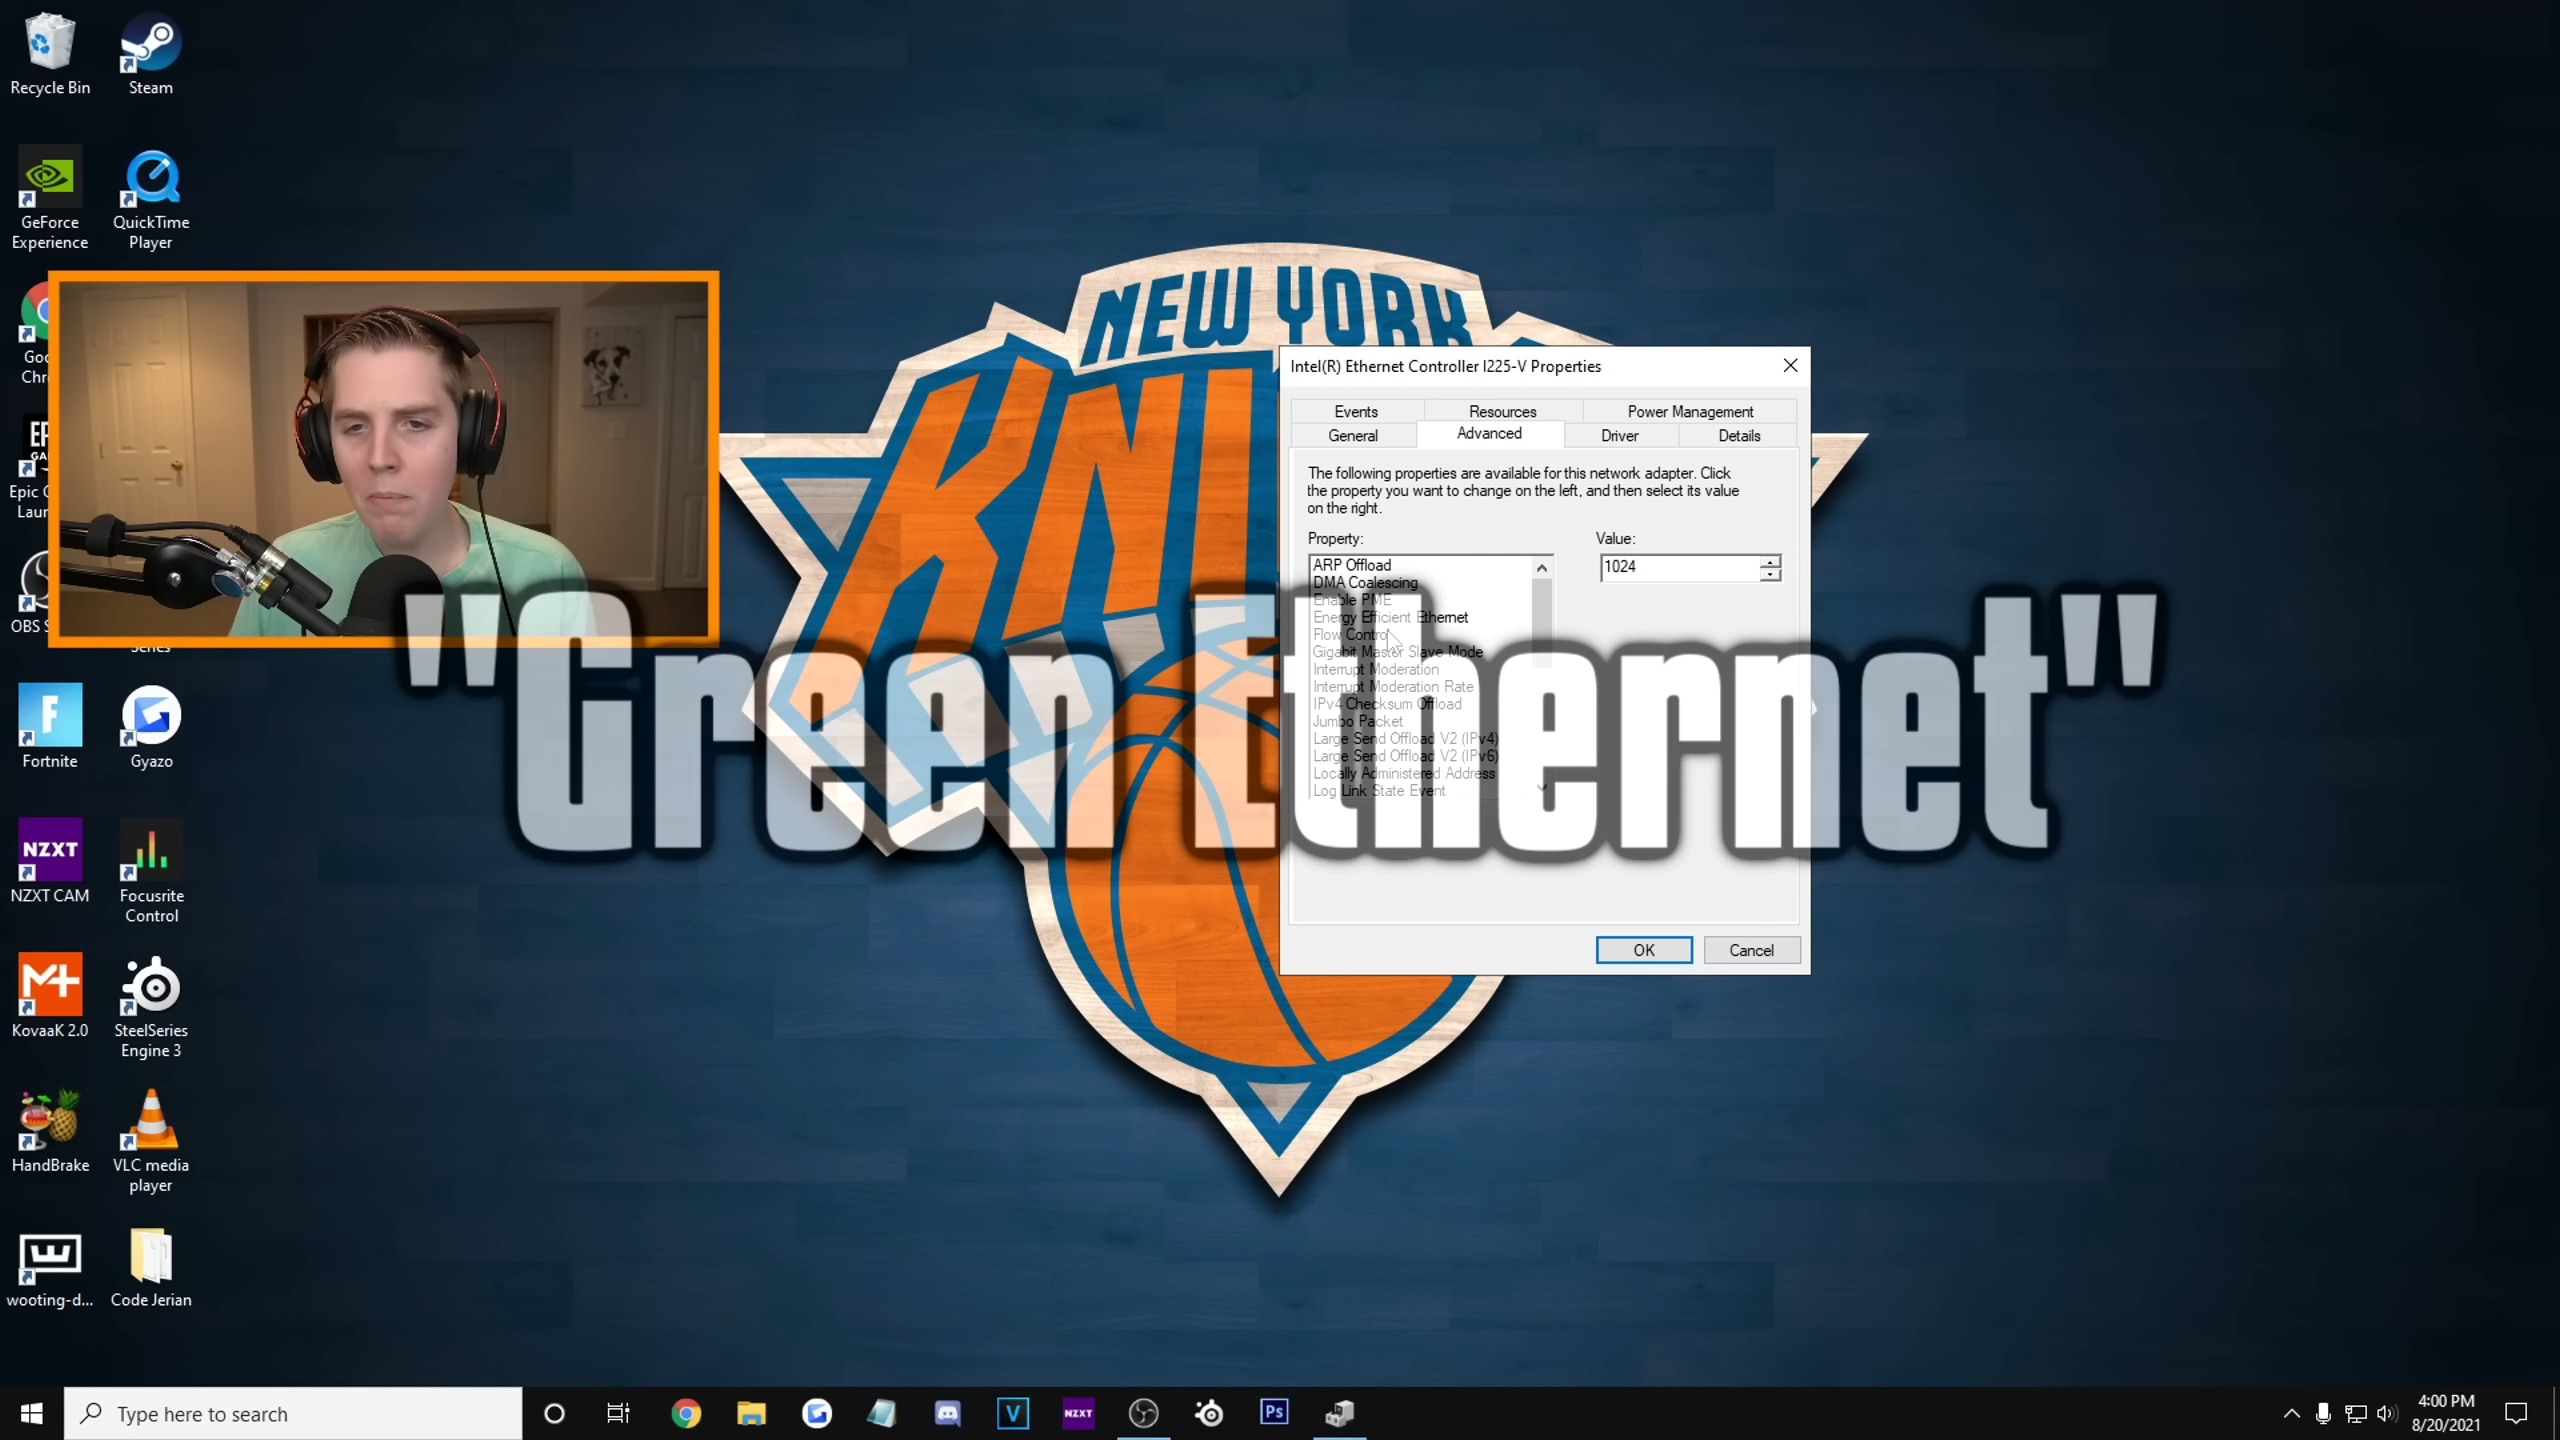 Recycle Bin
Steam
GeForce
Experience
QuickTime
Player
NEW YORK
Intel(R) Ethernet Controller I225-V Properties
Events
Resources
Power Management
General
Advanced
Driver
Details
The following properties are available for this network adapter. Click
the property you want to change on the left, and then select its value
on the right.
Property:
Value:
ARP Offload
DMA Coalescing
Enable PME
Energy Efficient Ethernet
Flow Control
Gigabit Master Slave Mode
Interrupt Moderation
Interrupt Moderation Rate
IPv4 Checksum Offload
Jumbo Packet
Large Send Offload V2 (IPv4)
Large Send Offload V2 (IPv6)
Locally Administered Address
Log Link State Event
1024
OK
Cancel
"Green Ethernet"
Fortnite
Gyazo
NZXT
NZXT CAM
Focusrite
Control
KovaaK 2.0
SteelSeries
Engine 3
HandBrake
VLC media
player
wooting-d...
Code Jerian
Type here to search
V
NZXT
Ps
4:00 PM
8/20/2021